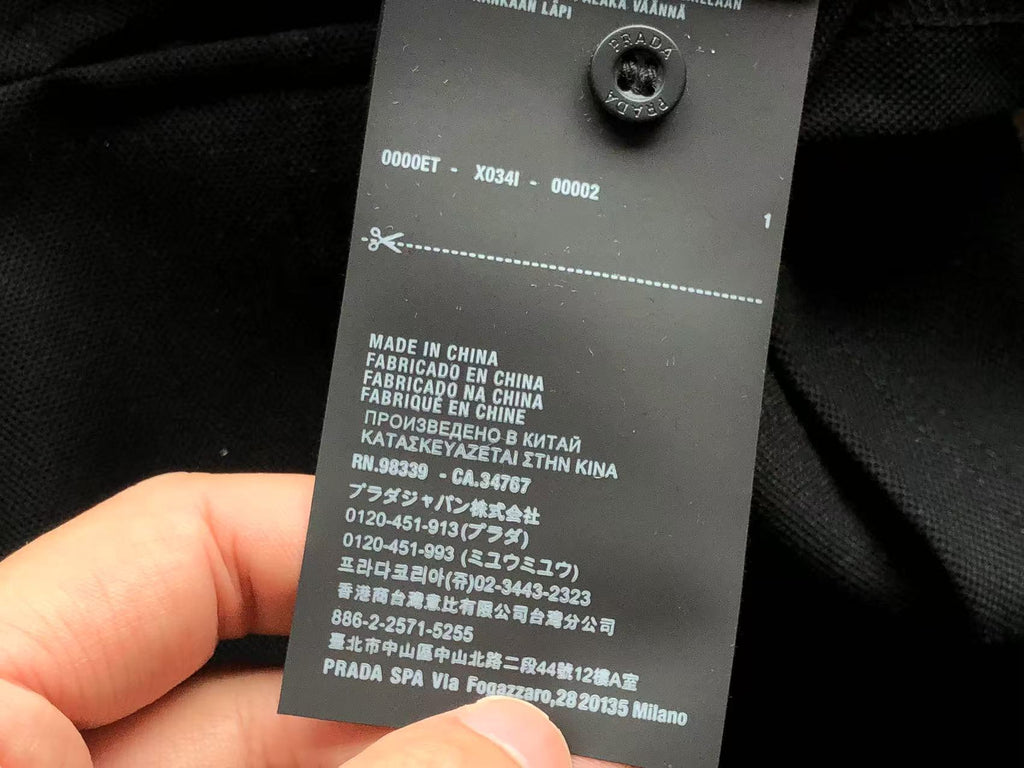 LÄPI
VÄÄNNÄ
PRADA
PRADA
0000ET - X034I - 00002
1
MADE IN CHINA
FABRICADO EN CHINA
FABRICADO NA CHINA
FABRIQUÉ EN CHINE
ПРОИЗВЕДЕНО В КИТАЙ
ΚΑΤΑΣΚΕΥΑΖΕΤΑΙ ΣΤΗΝ ΚΙΝΑ
RN.98339 - CA.34767
プラダジャパン株式会社
0120-451-913(プラダ)
0120-451-993 (ミユウミユウ)
프라다코리아(쥬)02-3443-2323
香港商台灣意比有限公司台灣分公司
886-2-2571-5255
臺北市中山區中山北路二段44號12樓A室
PRADA SPA Via Fogazzaro,28 20135 Milano